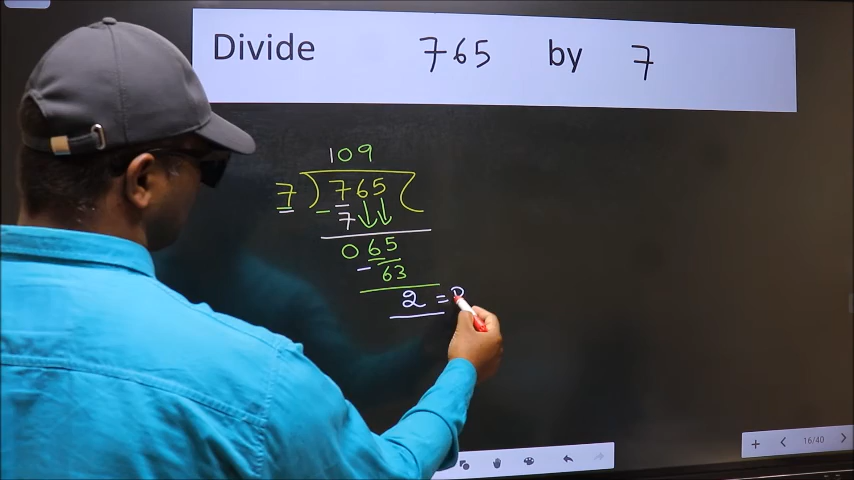 Divide 765 by 7
109
7 ) 765 (
- 7
065
- 63
2 = R
16/40